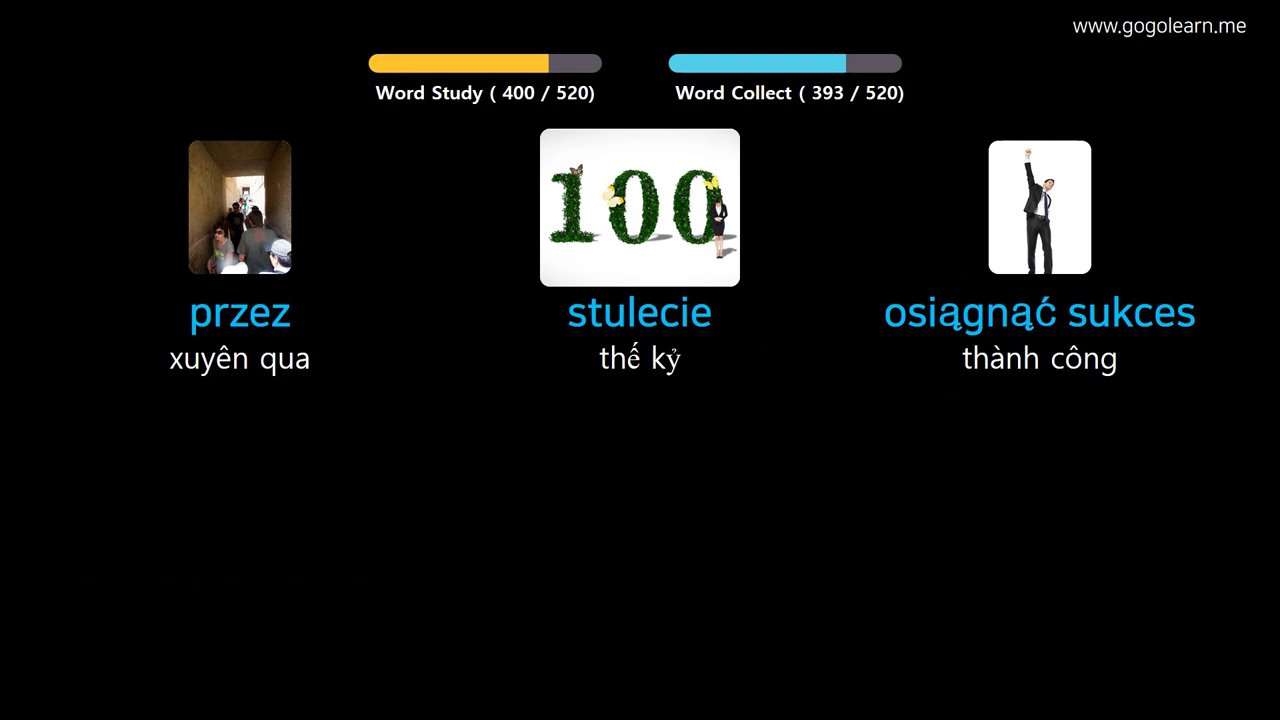 www.gogolearn.me
Word Study ( 400 / 520)
Word Collect ( 393 / 520)
100
przez
stulecie
osiągnąć sukces
xuyên qua
thế kỷ
thành công